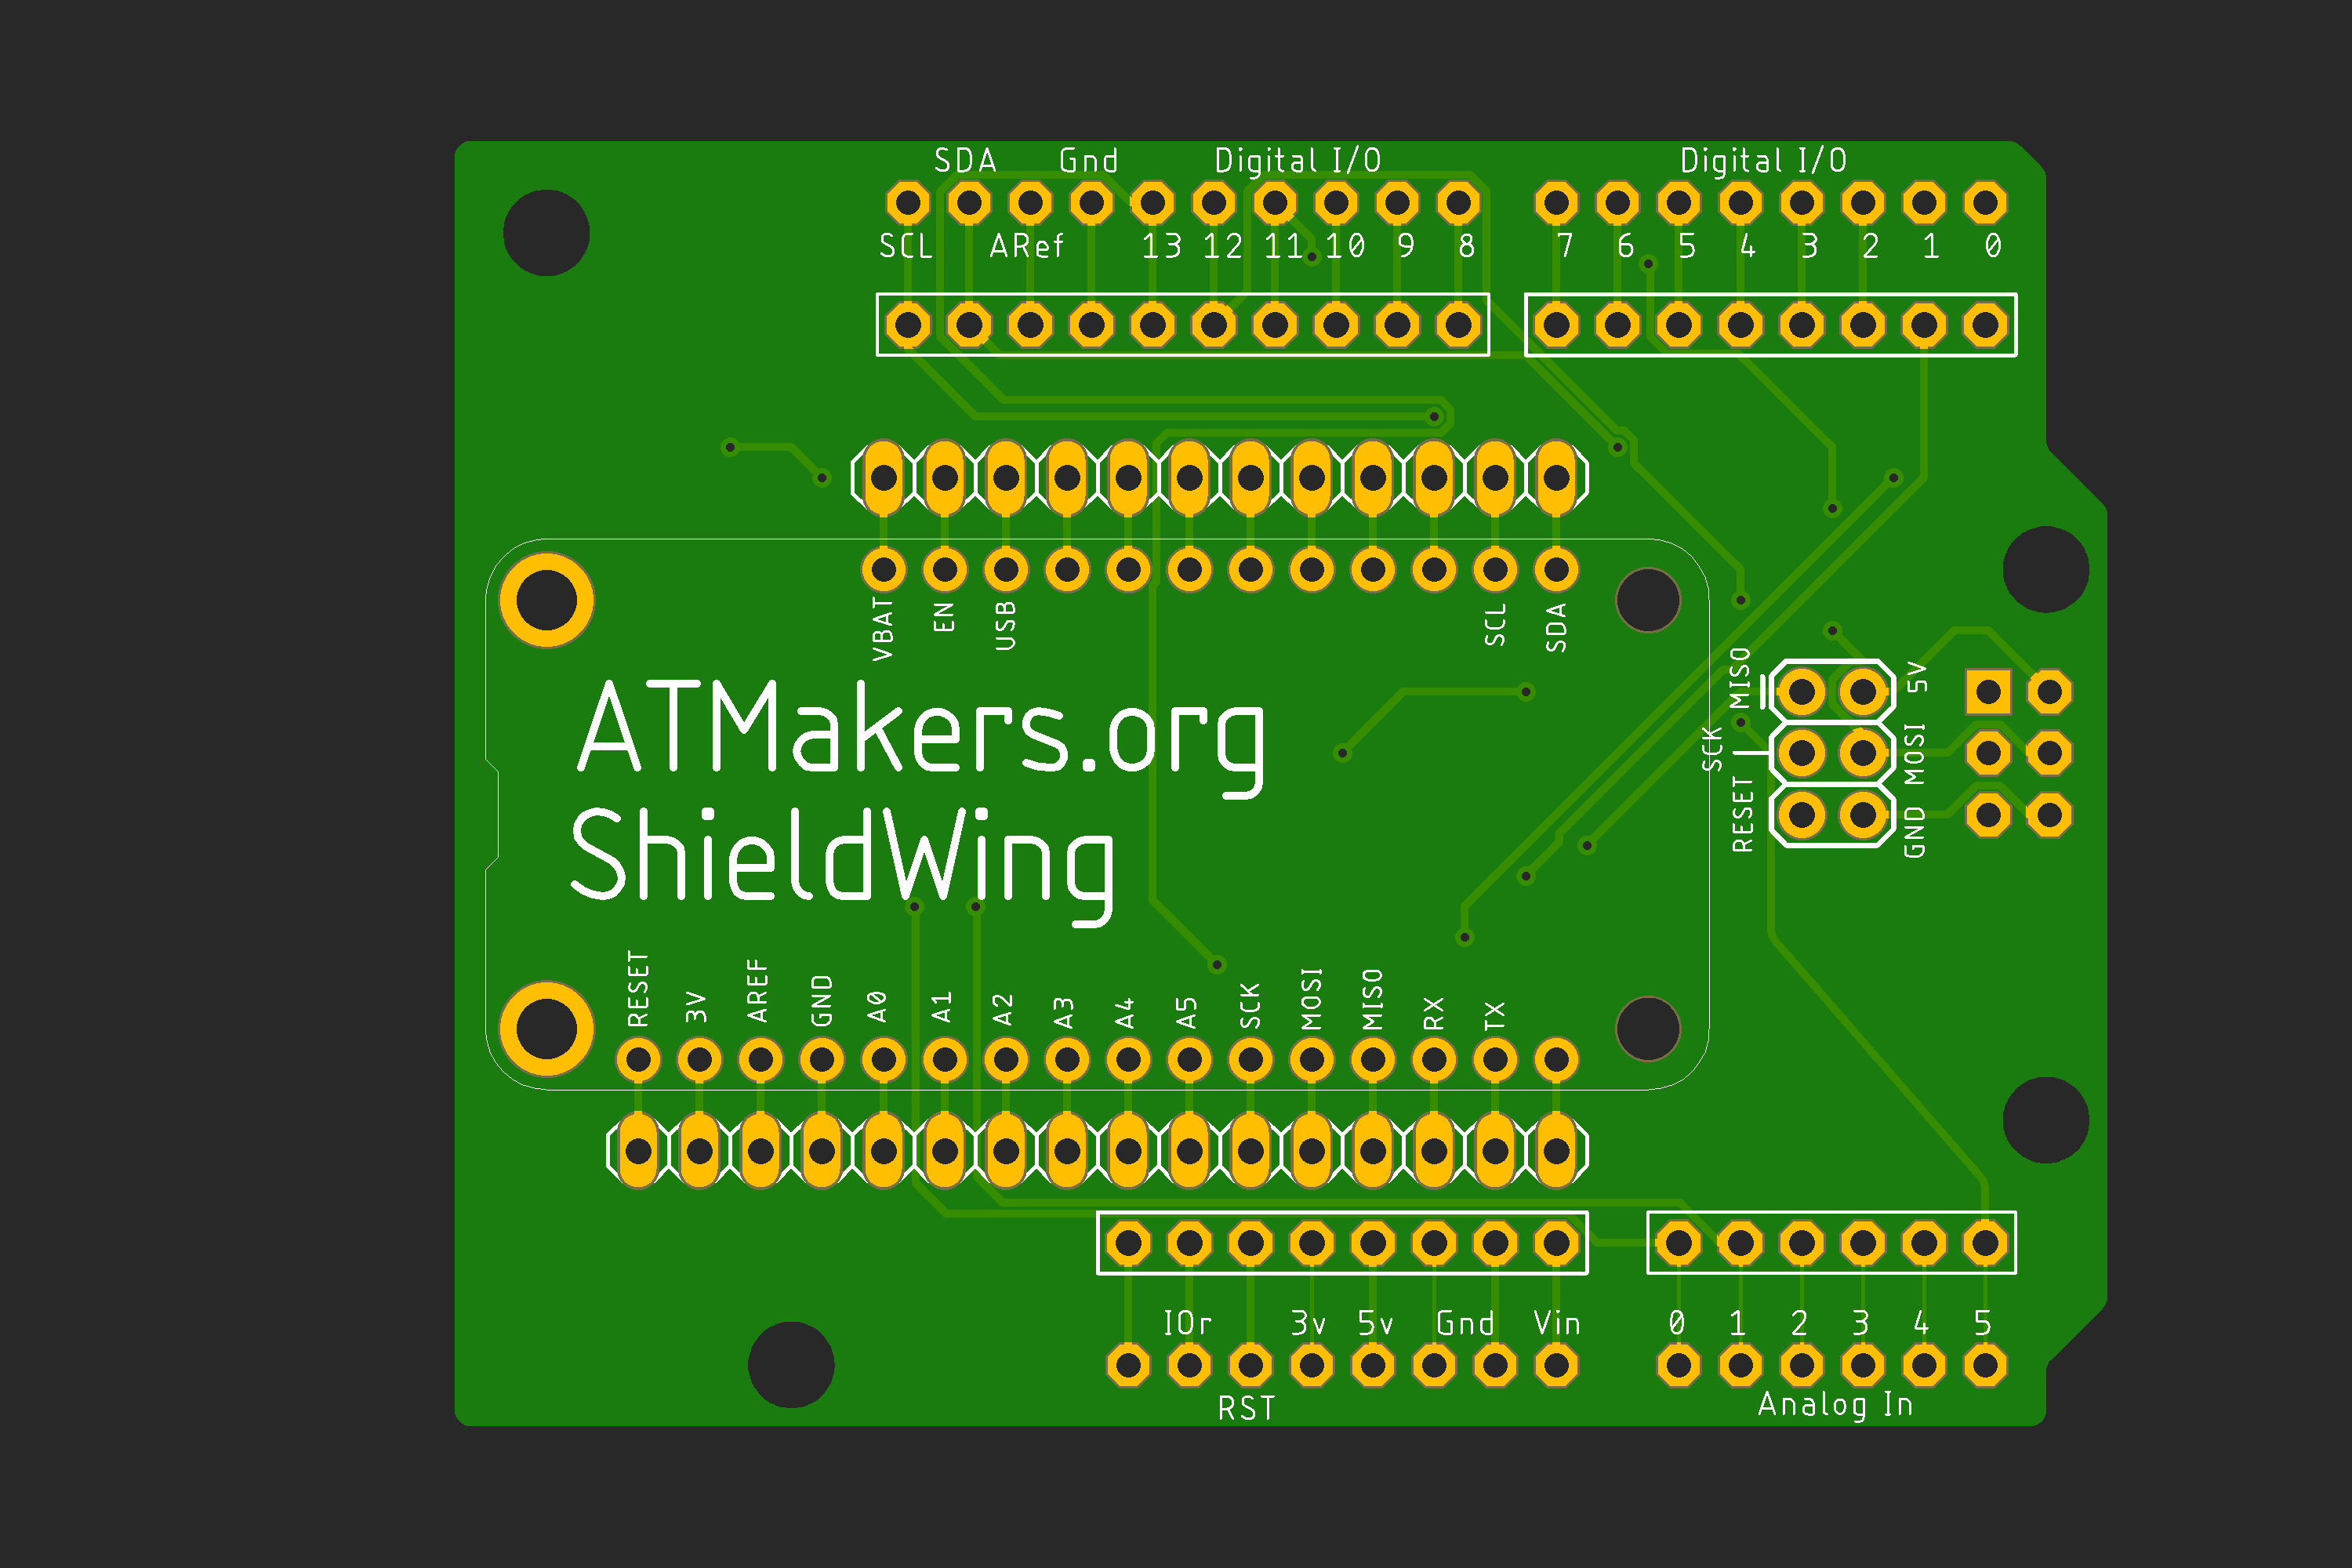 SDA Gnd Digital I/O Digital I/O
SCL ARef 13 12 11 10 9 8 7 6 5 4 3 2 1 0
VBAT EN USB SCL SDA
ATMakers.org
ShieldWing
MISO 5V
SCK MOSI
RESET GND
RESET 3V AREF GND A0 A1 A2 A3 A4 A5 SCK MOSI MISO RX TX
IOr 3v 5v Gnd Vin 0 1 2 3 4 5
RST Analog In